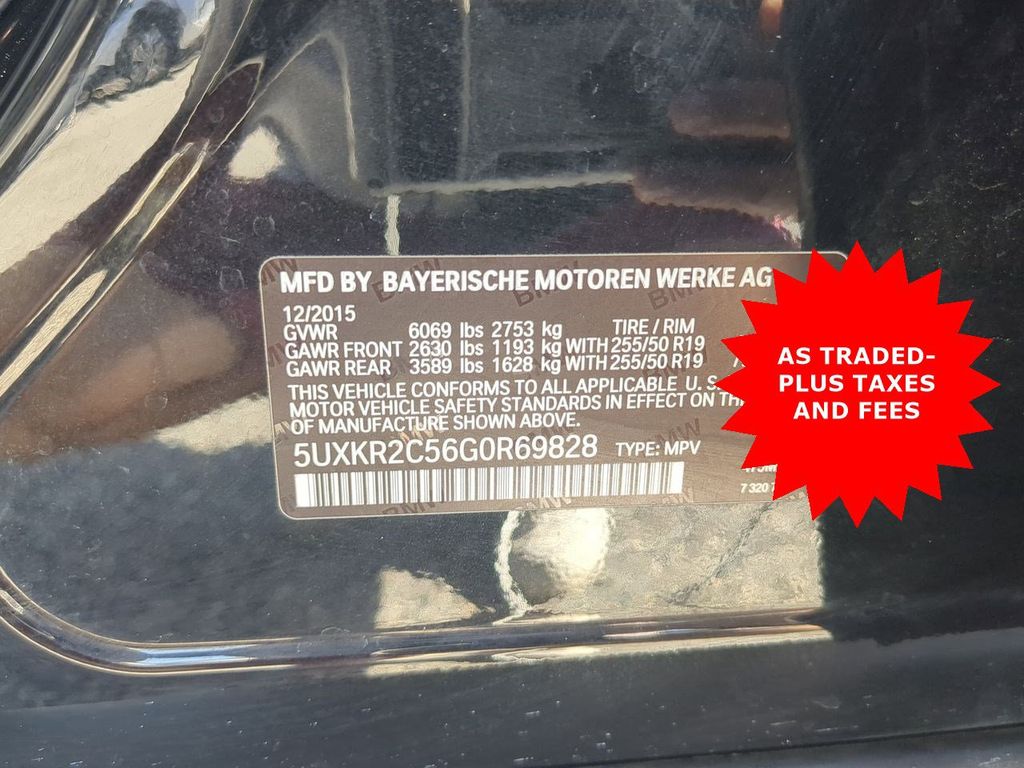 MFD BY BAYERISCHE MOTOREN WERKE AG
12/2015
GVWR 6069 lbs 2753 kg TIRE / RIM
GAWR FRONT 2630 lbs 1193 kg WITH 255/50 R19
GAWR REAR 3589 lbs 1628 kg WITH 255/50 R19
THIS VEHICLE CONFORMS TO ALL APPLICABLE U. S
MOTOR VEHICLE SAFETY STANDARDS IN EFFECT ON
OF MANUFACTURE SHOWN ABOVE.
5UXKR2C56G0R69828 TYPE: MPV
7 320
AS TRADED-
PLUS TAXES
AND FEES